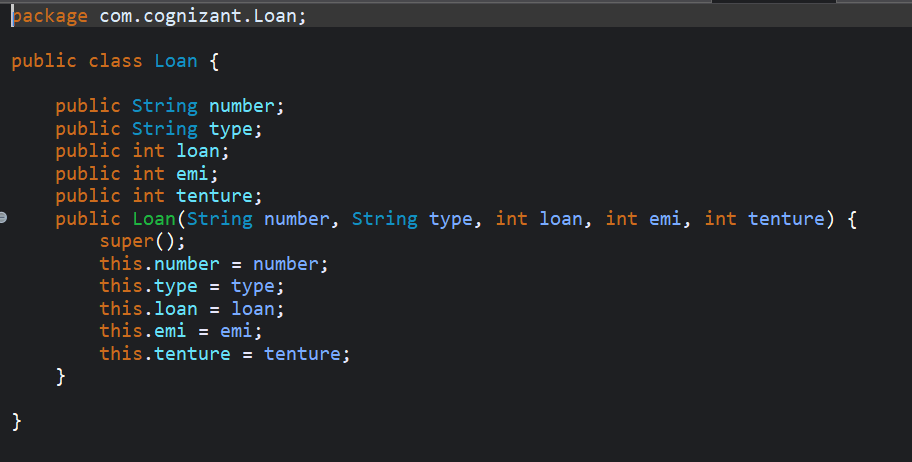 package com.cognizant.Loan;
public class Loan {
public String number;
public String type;
public int loan;
public int emi;
public int tenture;
public Loan(String number, String type, int loan, int emi, int tenture) {
super();
this.number = number;
this.type = type;
this.loan = loan;
this.emi = emi;
this.tenture = tenture;
}
}